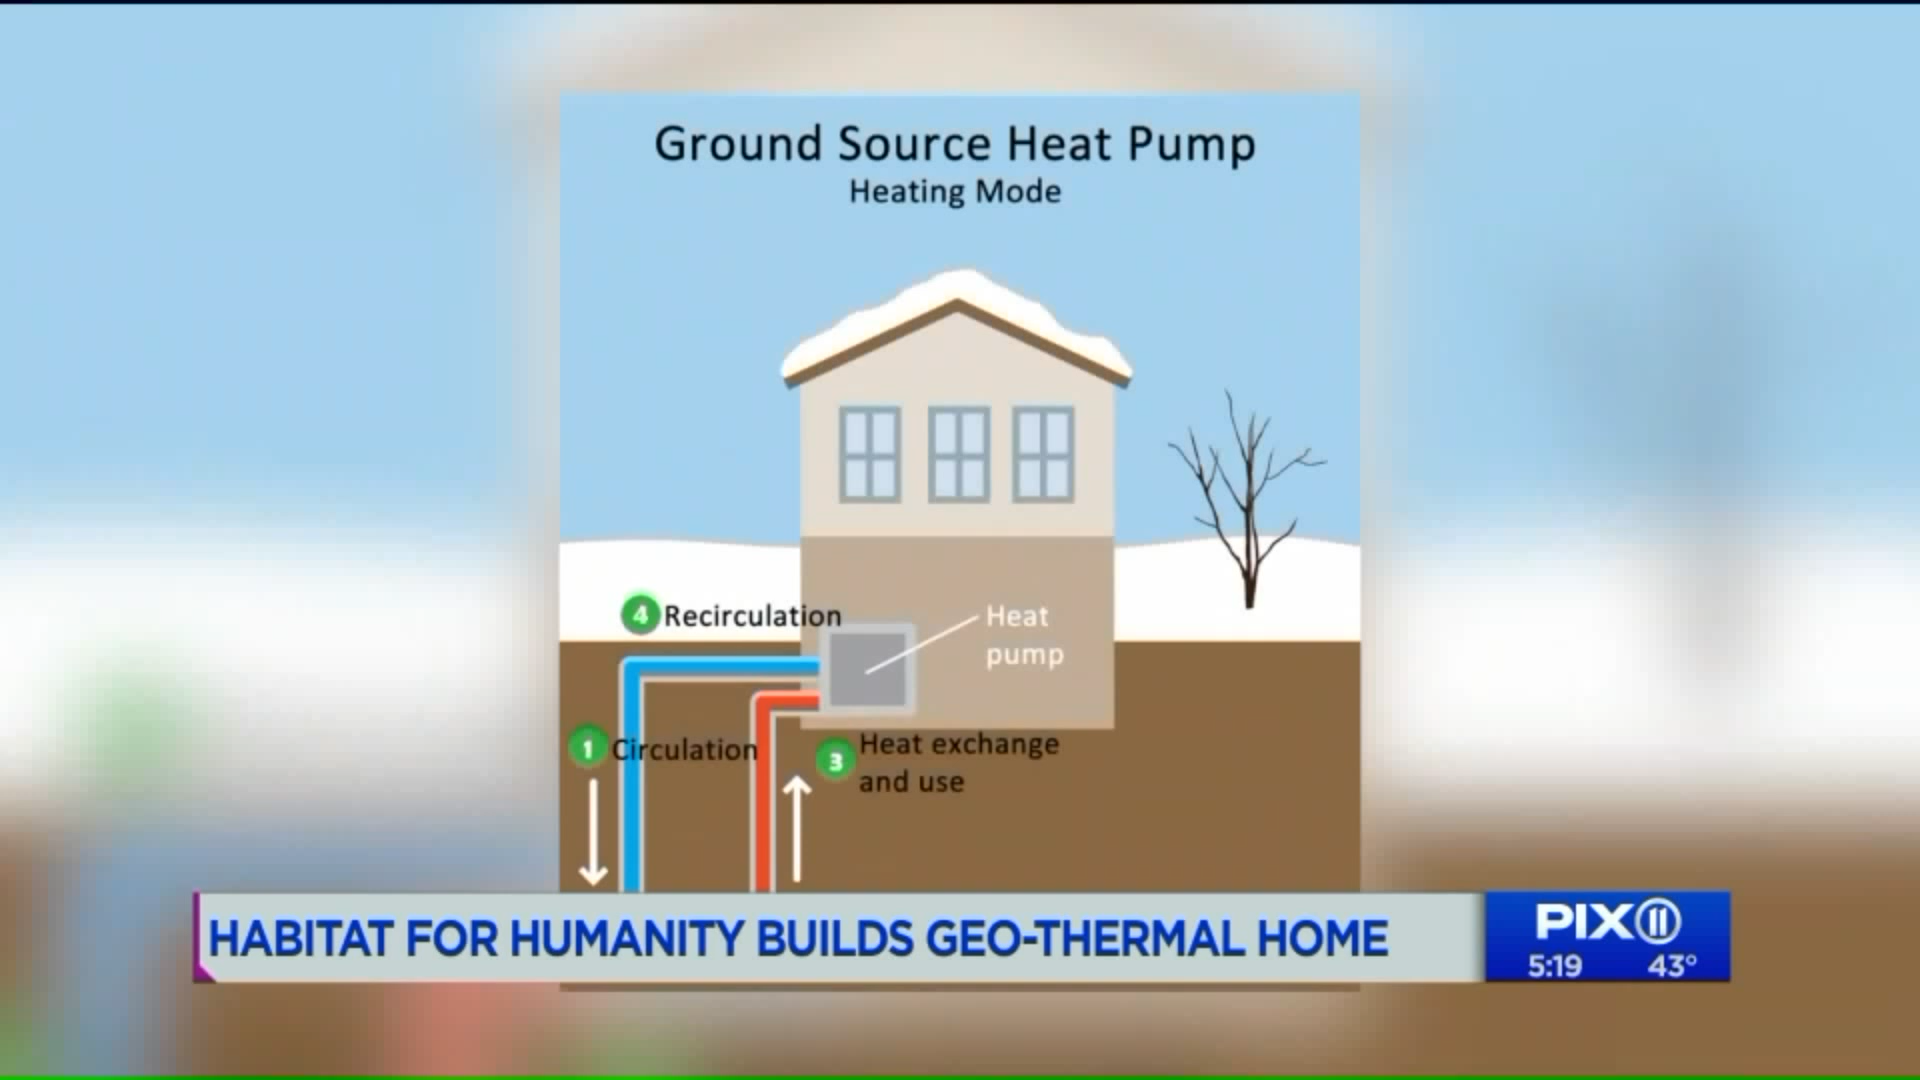 Ground Source Heat Pump
Heating Mode
4 Recirculation
Heat
pump
1 Circulation
3 Heat exchange
and use
HABITAT FOR HUMANITY BUILDS GEO-THERMAL HOME
PIX11
5:19 43°